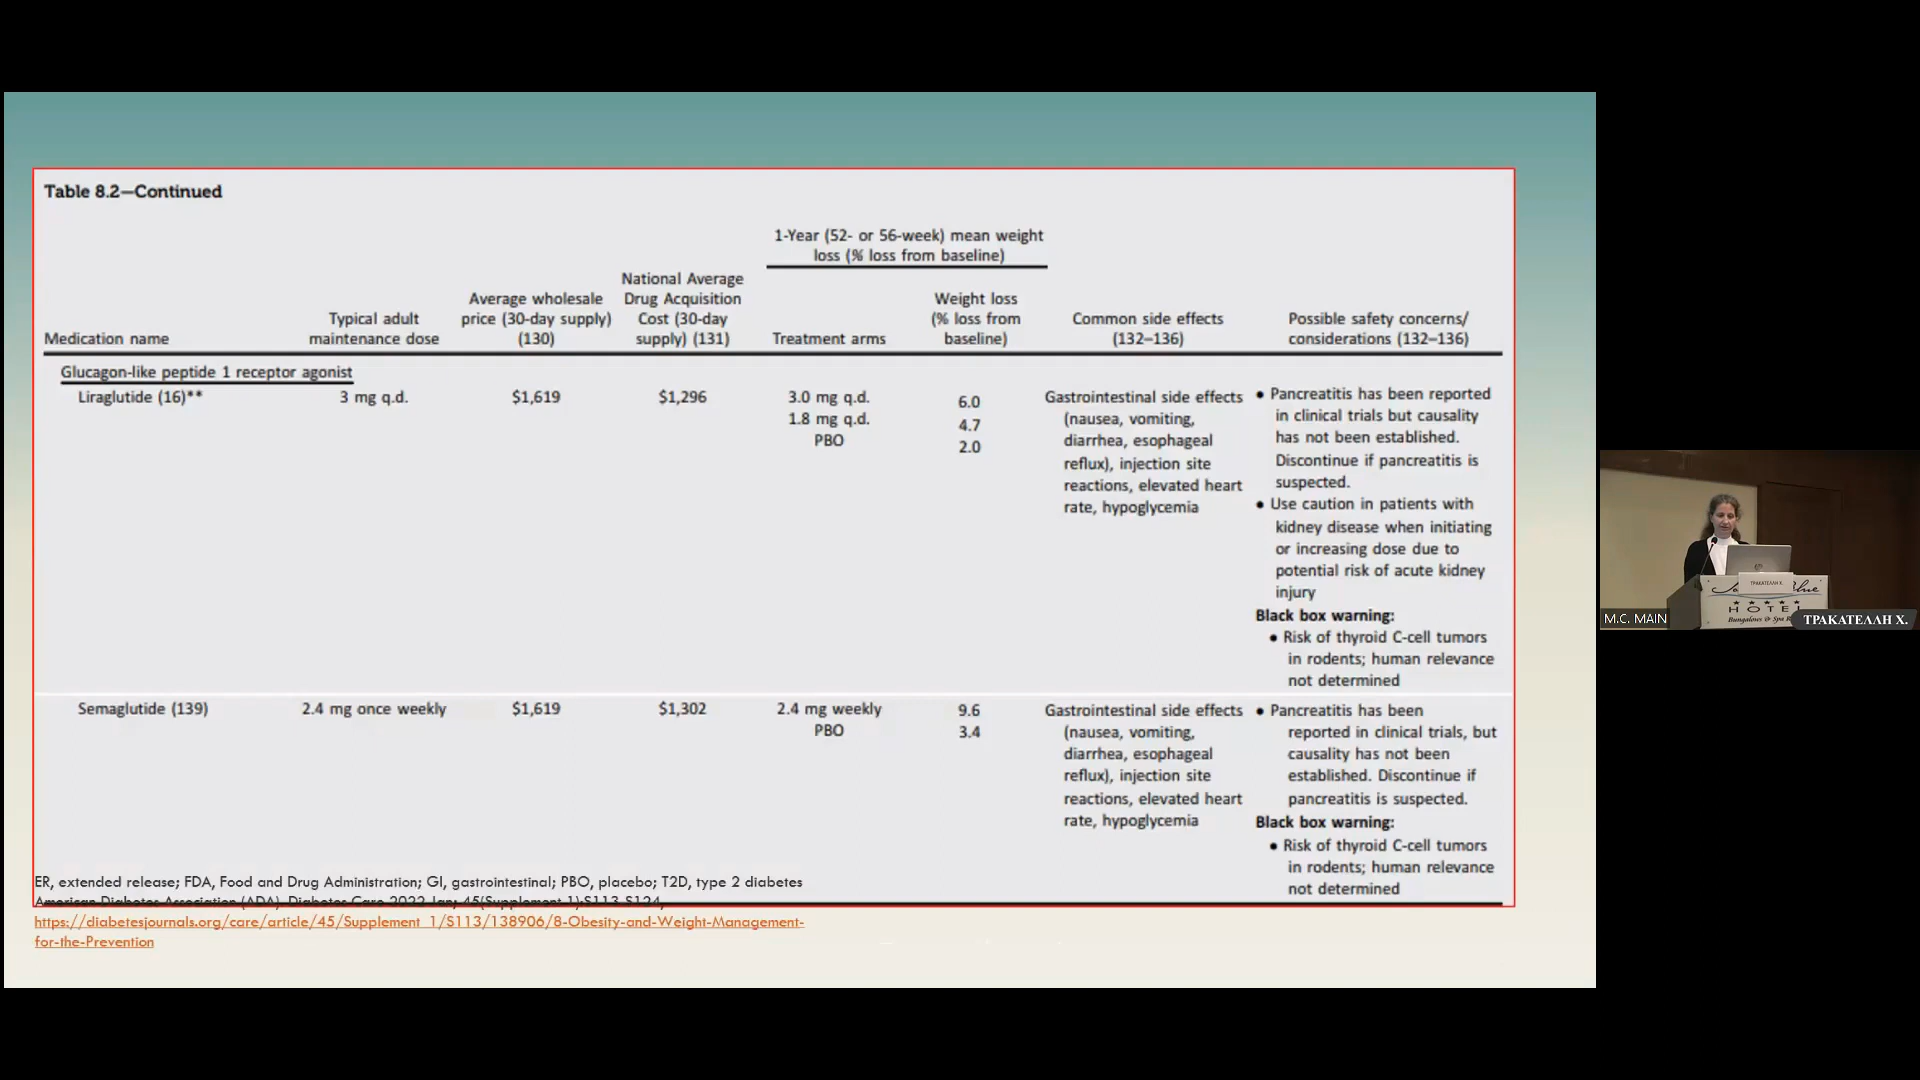 Table 8.2—Continued
1-Year (52- or 56-week) mean weight
loss (% loss from baseline)
Medication name
Typical adult
maintenance dose
Average wholesale
price (30-day supply)
(130)
National Average
Drug Acquisition
Cost (30-day
supply) (131)
Treatment arms
Weight loss
(% loss from
baseline)
Common side effects
(132–136)
Possible safety concerns/
considerations (132–136)
Glucagon-like peptide 1 receptor agonist
Liraglutide (16)**
3 mg q.d.
$1,619
$1,296
3.0 mg q.d.
1.8 mg q.d.
PBO
6.0
4.7
2.0
Gastrointestinal side effects
(nausea, vomiting,
diarrhea, esophageal
reflux), injection site
reactions, elevated heart
rate, hypoglycemia
• Pancreatitis has been reported
in clinical trials but causality
has not been established.
Discontinue if pancreatitis is
suspected.
• Use caution in patients with
kidney disease when initiating
or increasing dose due to
potential risk of acute kidney
injury
Black box warning:
• Risk of thyroid C-cell tumors
in rodents; human relevance
not determined
Semaglutide (139)
2.4 mg once weekly
$1,619
$1,302
2.4 mg weekly
PBO
9.6
3.4
Gastrointestinal side effects
(nausea, vomiting,
diarrhea, esophageal
reflux), injection site
reactions, elevated heart
rate, hypoglycemia
• Pancreatitis has been
reported in clinical trials, but
causality has not been
established. Discontinue if
pancreatitis is suspected.
Black box warning:
• Risk of thyroid C-cell tumors
in rodents; human relevance
not determined
ER, extended release; FDA, Food and Drug Administration; GI, gastrointestinal; PBO, placebo; T2D, type 2 diabetes
American Diabetes Association (ADA). Diabetes Care 2022 Jan; 45(Supplement 1):S113-S124.
https://diabetesjournals.org/care/article/45/Supplement_1/S113/138906/8-Obesity-and-Weight-Management-
for-the-Prevention
ΤΡΑΚΑΤΕΛΛΗ Χ.
HOTEL
Bungalows & Spa
M.C. MAIN
ΤΡΑΚΑΤΕΛΛΗ Χ.